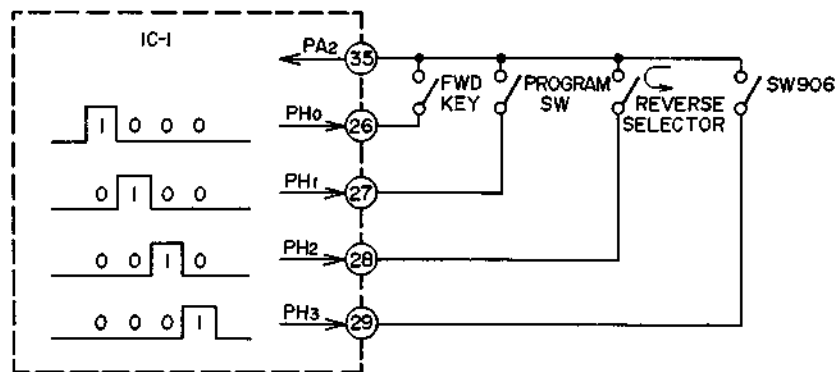 IC-1
PA2
35
FWD
KEY
PROGRAM
SW
REVERSE
SELECTOR
SW906
1 0 0 0
PH0
26
0 1 0 0
PH1
27
0 0 1 0
PH2
28
0 0 0 1
PH3
29